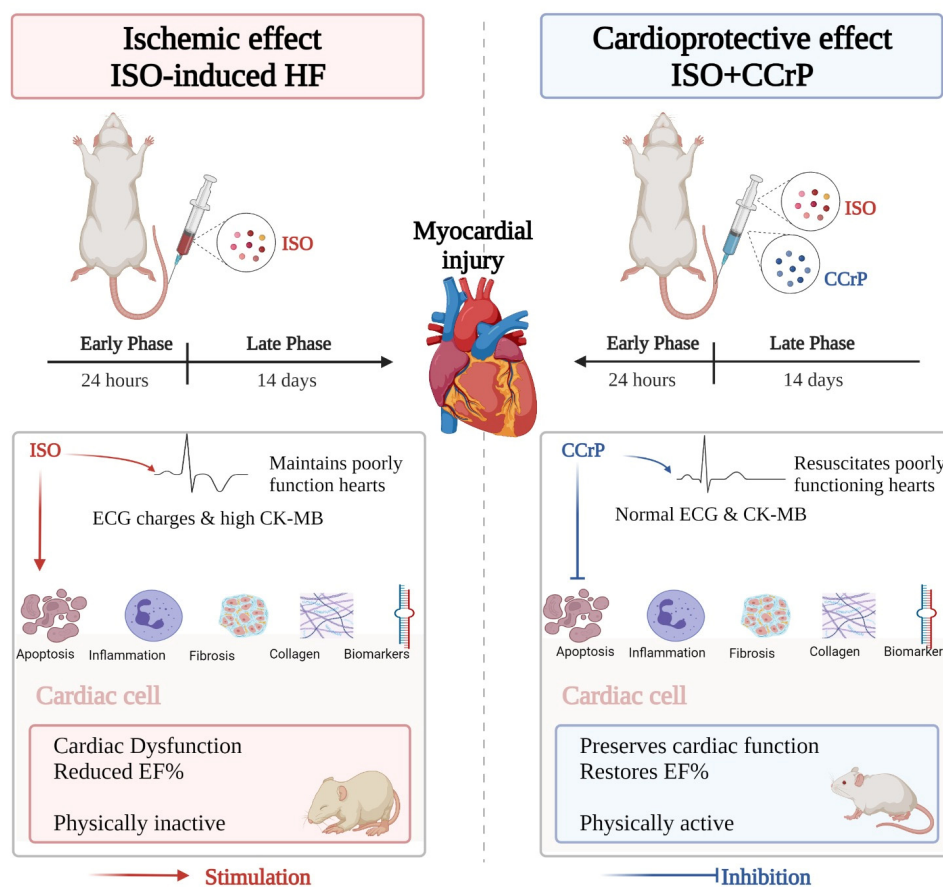 Ischemic effect
ISO-induced HF
Cardioprotective effect
ISO+CCrP
ISO
ISO
CCrP
Myocardial
injury
Early Phase
Late Phase
24 hours
14 days
Early Phase
Late Phase
24 hours
14 days
ISO
Maintains poorly
function hearts
ECG charges & high CK-MB
Apoptosis
Inflammation
Fibrosis
Collagen
Biomarkers
Cardiac cell
Cardiac Dysfunction
Reduced EF%
Physically inactive
CCrP
Resuscitates poorly
functioning hearts
Normal ECG & CK-MB
Apoptosis
Inflammation
Fibrosis
Collagen
Biomarker
Cardiac cell
Preserves cardiac function
Restores EF%
Physically active
Stimulation
Inhibition